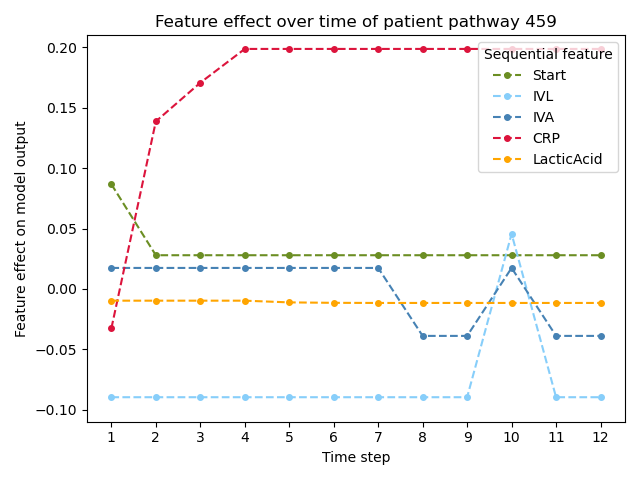 Feature effect over time of patient pathway 459
Feature effect on model output
0.20
0.15
0.10
0.05
0.00
−0.05
−0.10
Sequential feature
Start
IVL
IVA
CRP
LacticAcid
1 2 3 4 5 6 7 8 9 10 11 12
Time step